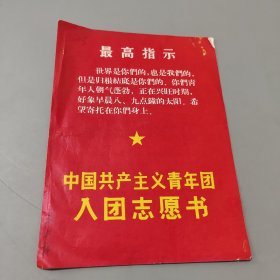 最高指示
世界是你們的,也是我們的,
但是归根結底是你們的。你們青
年人朝气蓬勃,正在兴旺时期,
好象早晨八、九点鐘的太阳。希
望寄托在你們身上。
中国共产主义青年团
入团志愿书